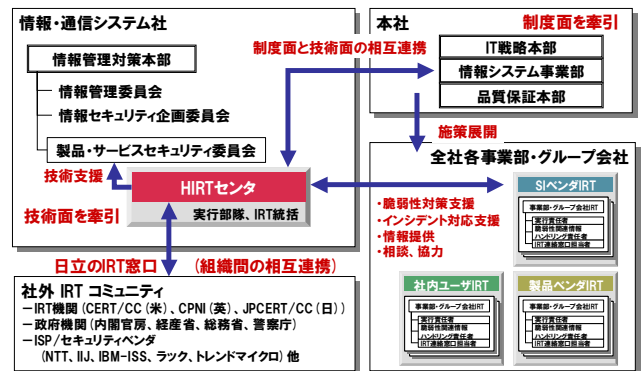 情報・通信システム社
情報管理対策本部
情報管理委員会
情報セキュリティ企画委員会
製品・サービスセキュリティ委員会
技術支援
HIRTセンタ
技術面を牽引
実行部隊、IRT統括
制度面と技術面の相互連携
本社
制度面を牽引
IT戦略本部
情報システム事業部
品質保証本部
施策展開
全社各事業部・グループ会社
・脆弱性対策支援
・インシデント対応支援
・情報提供
・相談、協力
SIベンダIRT
事業部・グループ会社IRT
実行責任者
脆弱性関連情報
ハンドリング責任者
IRT連絡窓口担当者
社内ユーザIRT
事業部・グループ会社IRT
実行責任者
脆弱性関連情報
ハンドリング責任者
IRT連絡窓口担当者
製品ベンダIRT
事業部・グループ会社IRT
実行責任者
脆弱性関連情報
ハンドリング責任者
IRT連絡窓口担当者
日立のIRT窓口 (組織間の相互連携)
社外 IRT コミュニティ
－IRT機関 (CERT/CC (米)、CPNI (英)、JPCERT/CC (日))
－政府機関 (内閣官房、経産省、総務省、警察庁)
－ISP/セキュリティベンダ
(NTT、IIJ、IBM-ISS、ラック、トレンドマイクロ) 他